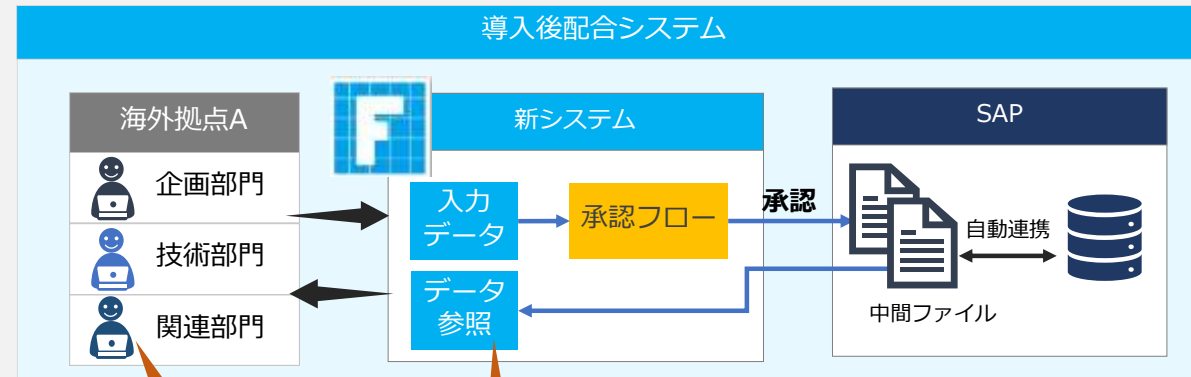 導入後配合システム
海外拠点A
企画部門
技術部門
関連部門
F
新システム
入力
データ
承認フロー
データ
参照
承認
SAP
自動連携
中間ファイル